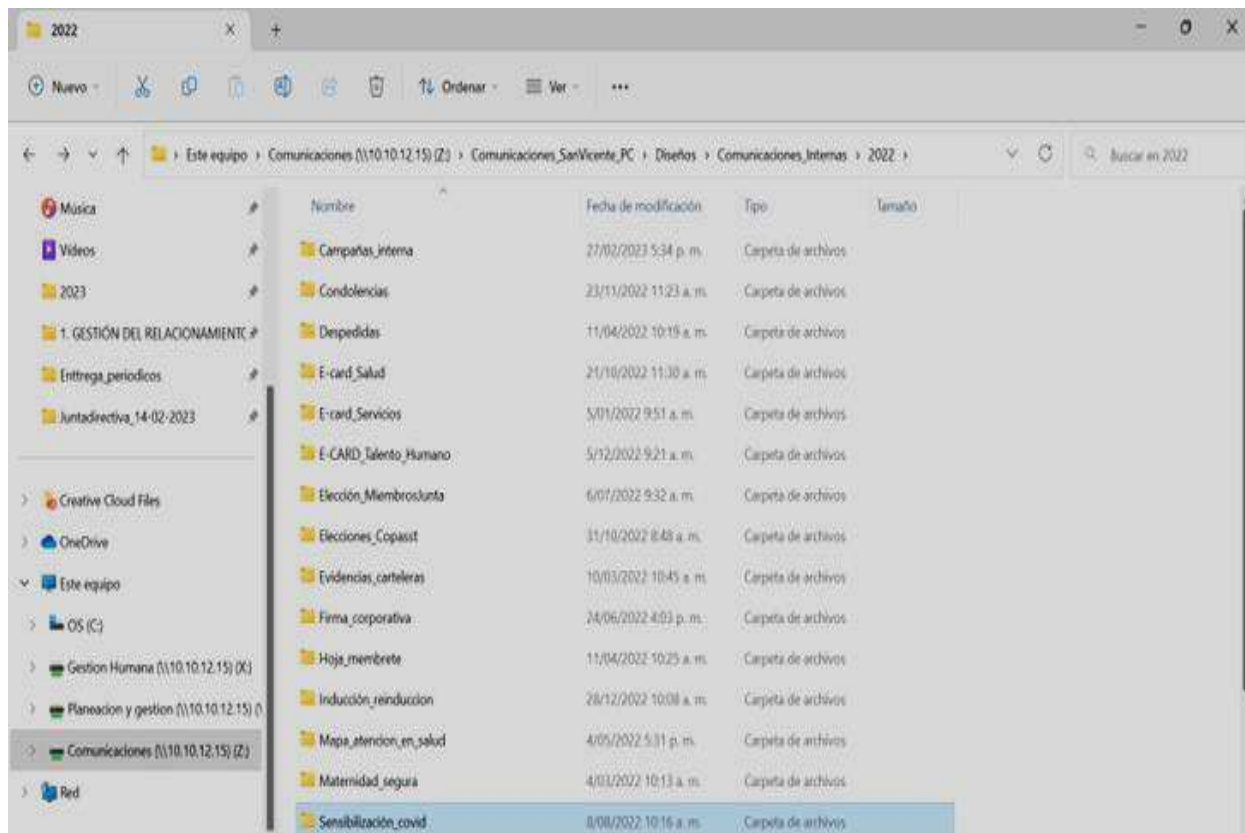 2022
Nuevo Ordenar Ver
Este equipo > Comunicaciones (\\10.10.12.15) (Z:) > Comunicaciones_SanVicente_PC > Diseños > Comunicaciones_Internas > 2022 >
Buscar en 2022
Música
Vídeos
2023
1. GESTIÓN DEL RELACIONAMIENTO
Enttrega_periodicos
Juntadirectiva_14-02-2023
Creative Cloud Files
OneDrive
Este equipo
OS (C:)
Gestion Humana (\\10.10.12.15) (X:)
Planeacion y gestion (\\10.10.12.15) (
Comunicaciones (\\10.10.12.15) (Z:)
Red
Nombre Fecha de modificación Tipo Tamaño
Campañas_interna 27/02/2023 5:34 p. m. Carpeta de archivos
Condolencias 23/11/2022 11:23 a. m. Carpeta de archivos
Despedidas 11/04/2022 10:19 a. m. Carpeta de archivos
E-card_Salud 21/10/2022 11:30 a. m. Carpeta de archivos
E-card_Servicios 5/01/2022 9:51 a. m. Carpeta de archivos
E-CARD_Talento_Humano 5/12/2022 9:21 a. m. Carpeta de archivos
Elección_MiembrosJunta 6/07/2022 9:32 a. m. Carpeta de archivos
Elecciones_Copasst 31/10/2022 8:48 a. m. Carpeta de archivos
Evidencias_carteleras 10/03/2022 10:45 a. m. Carpeta de archivos
Firma_corporativa 24/06/2022 4:03 p. m. Carpeta de archivos
Hoja_membrete 11/04/2022 10:25 a. m. Carpeta de archivos
Inducción_reinduccion 28/12/2022 10:08 a. m. Carpeta de archivos
Mapa_atencion_en_salud 4/05/2022 5:31 p. m. Carpeta de archivos
Maternidad_segura 4/03/2022 10:13 a. m. Carpeta de archivos
Sensibilización_covid 8/08/2022 10:16 a. m. Carpeta de archivos